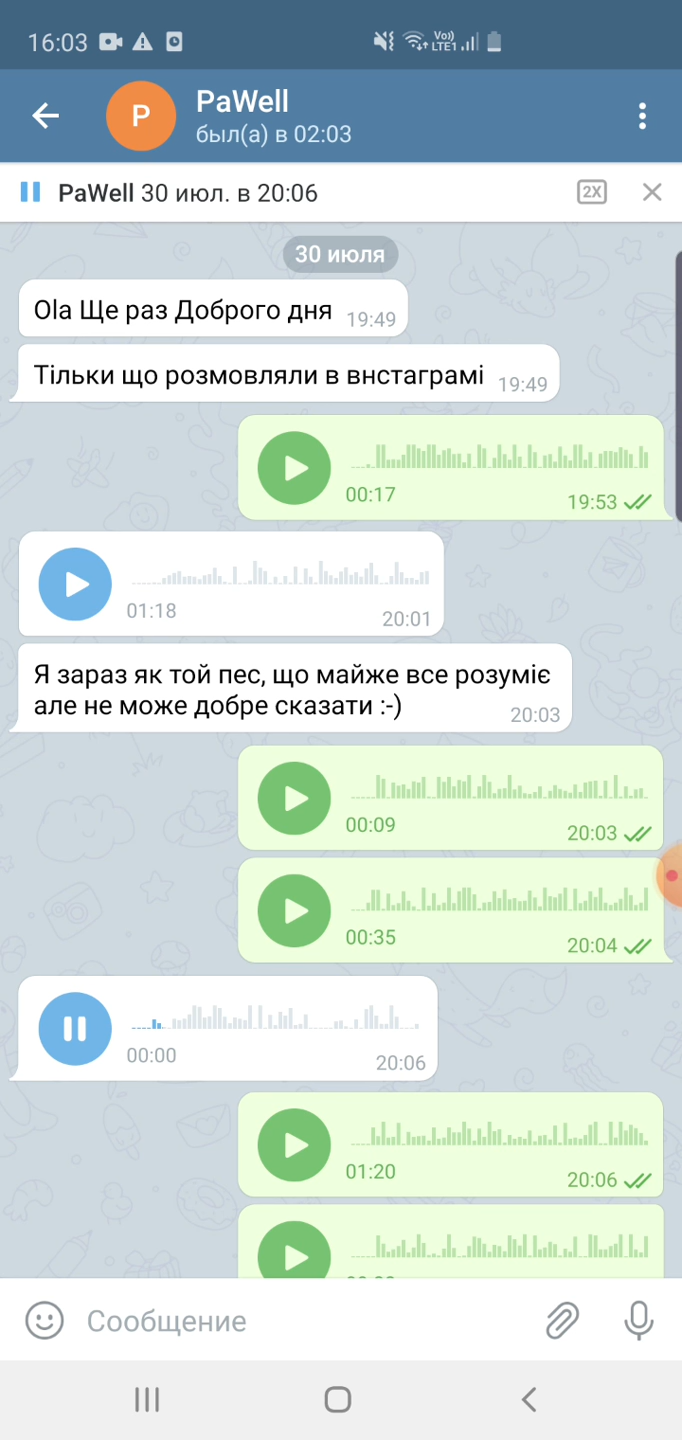 16:03
Vo))
LTE1
P
PaWell
был(а) в 02:03
PaWell 30 июл. в 20:06
2X
30 июля
Ola Ще раз Доброго дня 19:49
Тільки що розмовляли в внстаграмі 19:49
00:17 19:53
01:18 20:01
Я зараз як той пес, що майже все розуміє
але не може добре сказати :-) 20:03
00:09 20:03
00:35 20:04
00:00 20:06
01:20 20:06
Сообщение